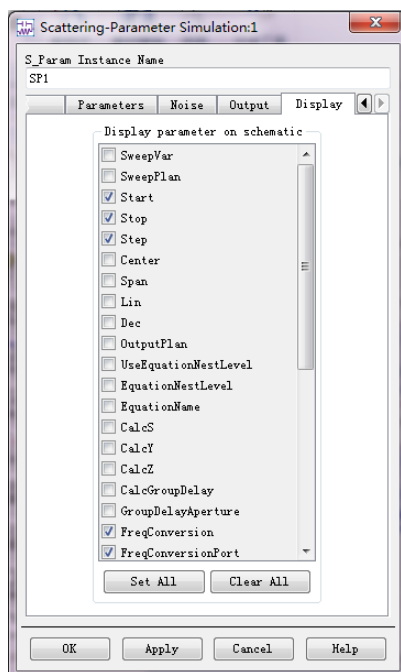 Scattering-Parameter Simulation:1
S_Param Instance Name
SP1
Parameters Noise Output Display
Display parameter on schematic
SweepVar
SweepPlan
Start
Stop
Step
Center
Span
Lin
Dec
OutputPlan
UseEquationNestLevel
EquationNestLevel
EquationName
CalcS
CalcY
CalcZ
CalcGroupDelay
GroupDelayAperture
FreqConversion
FreqConversionPort
Set All Clear All
OK Apply Cancel Help